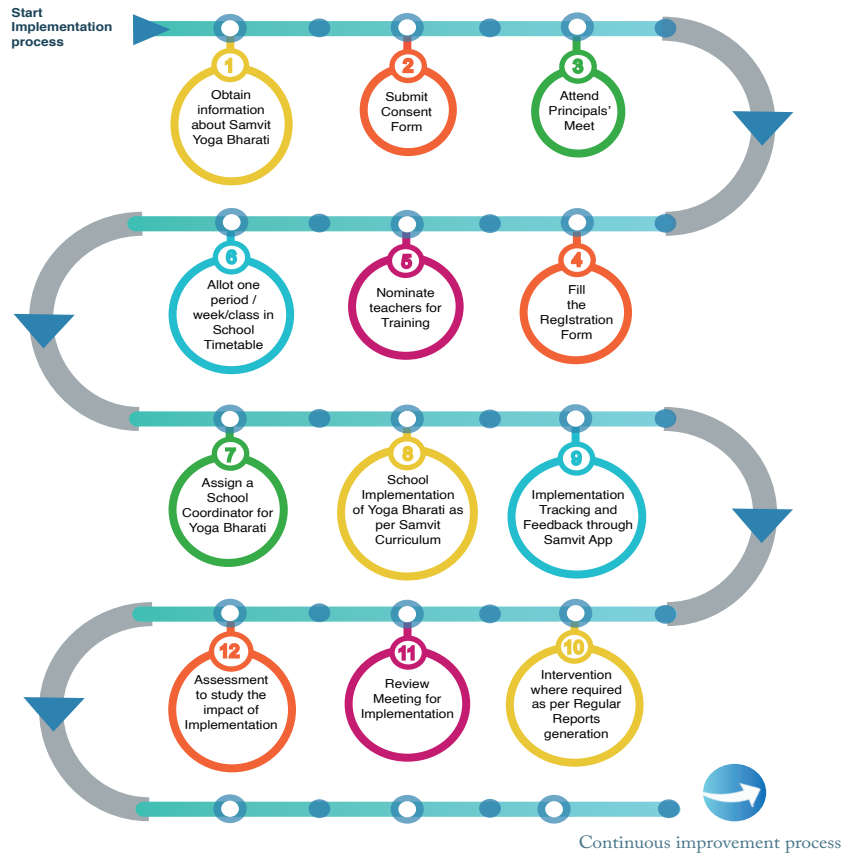 Start
Implementation
process
1
Obtain
information
about Samvit
Yoga Bharati
2
Submit
Consent
Form
3
Attend
Principals'
Meet
4
Fill
the
RegIstration
Form
5
Nominate
teachers for
Training
6
Allot one
period /
week/class in
School
Timetable
7
Assign a
School
Coordinator for
Yoga Bharati
8
School
Implementation
of Yoga Bharati as
per Samvit
Curriculum
9
Implementation
Tracking and
Feedback through
Samvit App
10
Intervention
where required
as per Regular
Reports
generation
11
Review
Meeting for
Implementation
12
Assessment
to study the
impact of
Implementation
Continuous improvement process